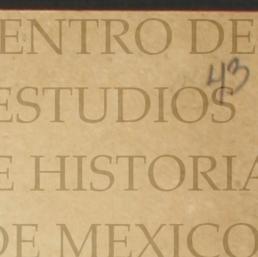 ENTRO DE
43
ESTUDIOS
E HISTORIA
DE MEXICO